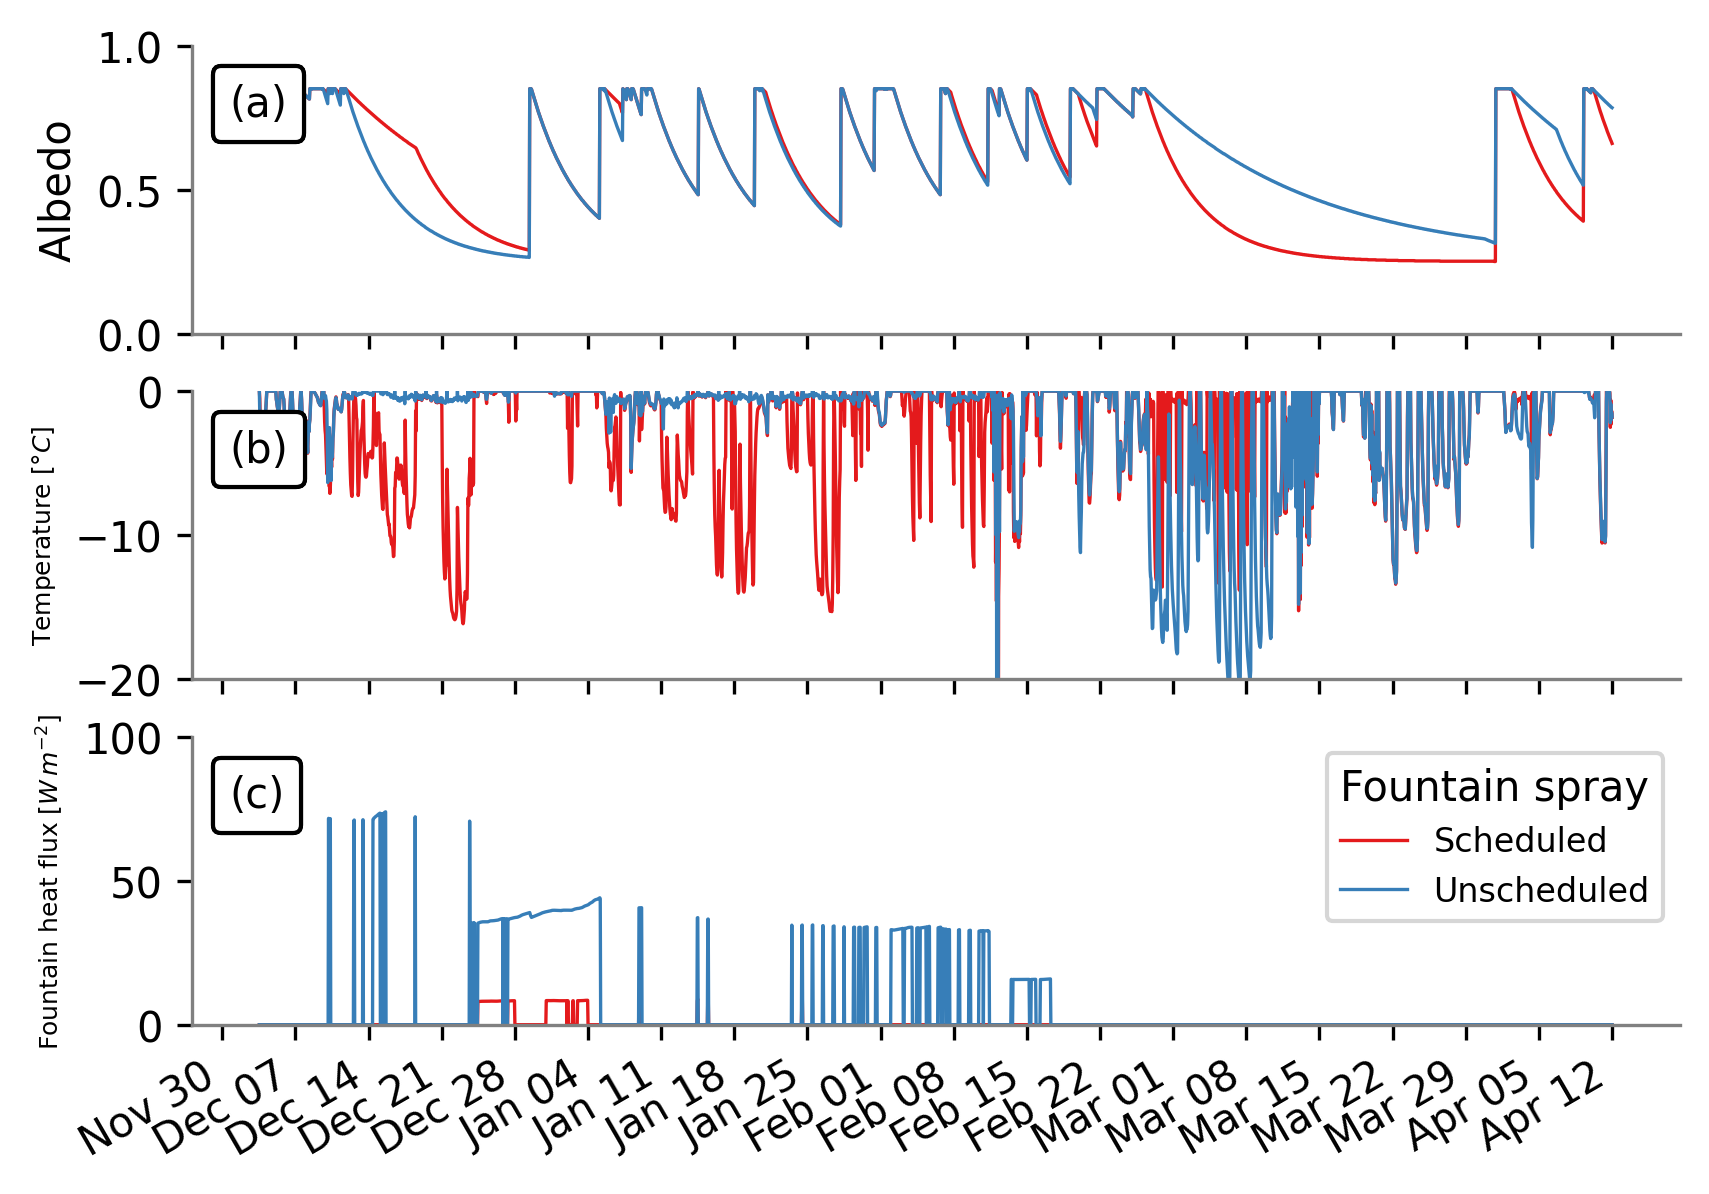 1.0
(a)
Albedo
0.5
0.0
0
(b)
Temperature [°C]
−10
−20
100
(c)
Fountain heat flux [W m−2]
50
0
Fountain spray
Scheduled
Unscheduled
Nov 30
Dec 07
Dec 14
Dec 21
Dec 28
Jan 04
Jan 11
Jan 18
Jan 25
Feb 01
Feb 08
Feb 15
Feb 22
Mar 01
Mar 08
Mar 15
Mar 22
Mar 29
Apr 05
Apr 12